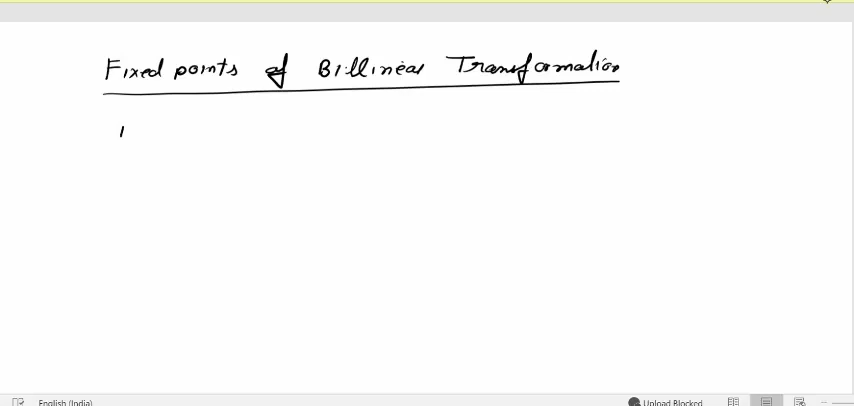 Fixed points of Billinear Transformation
English (India) Upload Blocked